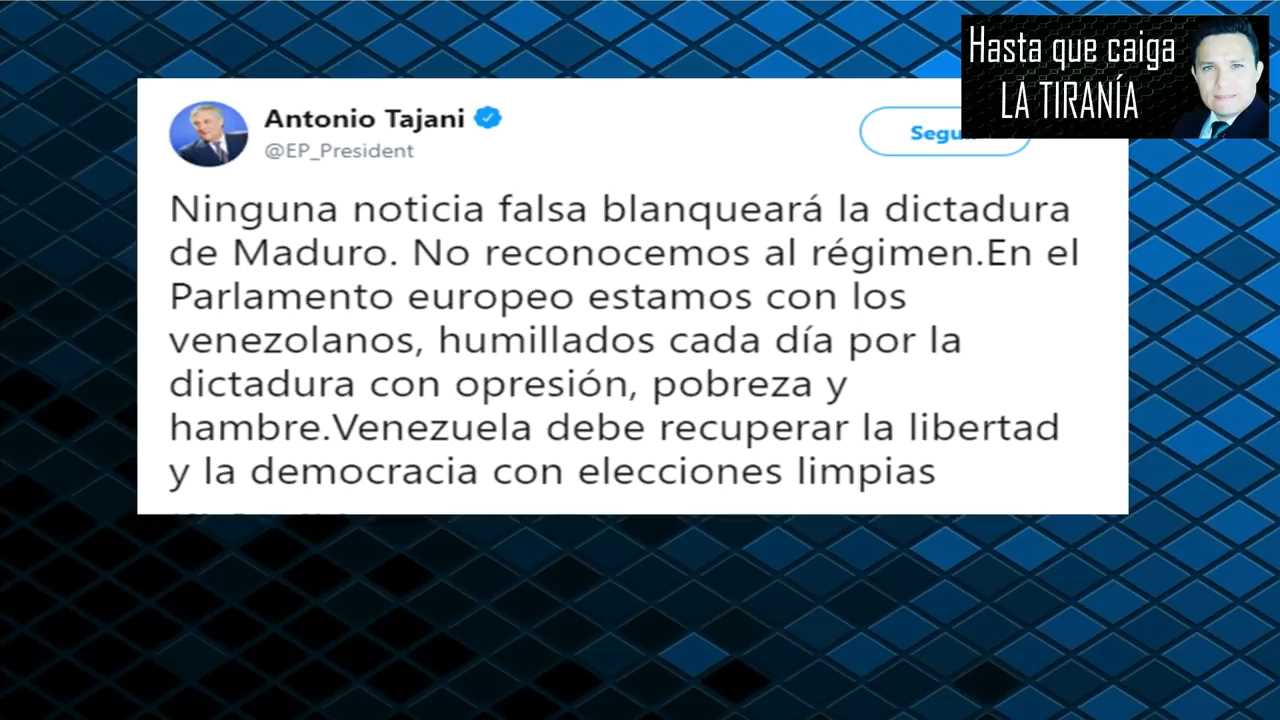 Hasta que caiga
LA TIRANÍA
Antonio Tajani
@EP_President
Ninguna noticia falsa blanqueará la dictadura
de Maduro. No reconocemos al régimen.En el
Parlamento europeo estamos con los
venezolanos, humillados cada día por la
dictadura con opresión, pobreza y
hambre.Venezuela debe recuperar la libertad
y la democracia con elecciones limpias